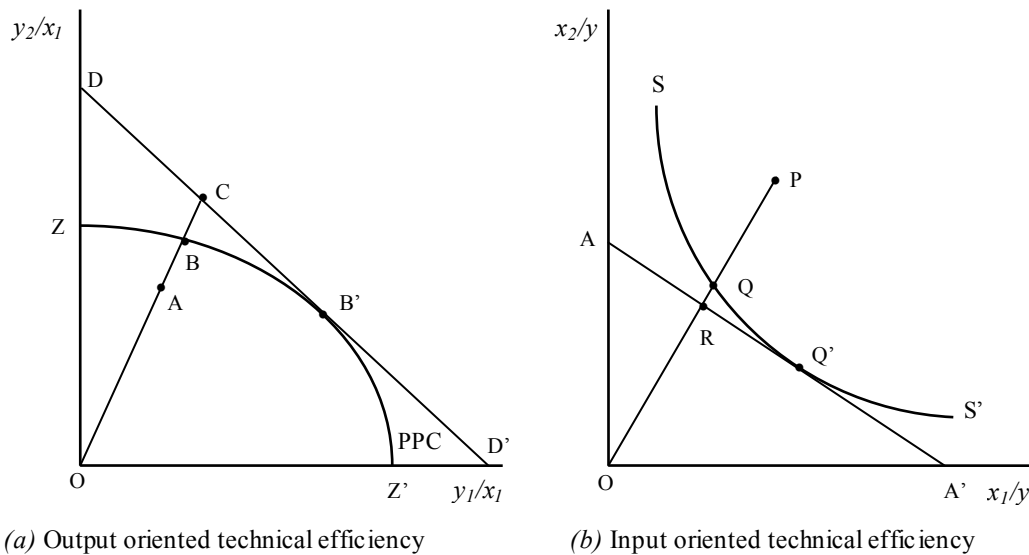 y2/x1
D
C
Z
B
A
B’
PPC
D’
O
Z’
y1/x1
(a) Output oriented technical efficiency
x2/y
S
P
A
Q
R
Q’
S’
O
A’
x1/y
(b) Input oriented technical efficiency